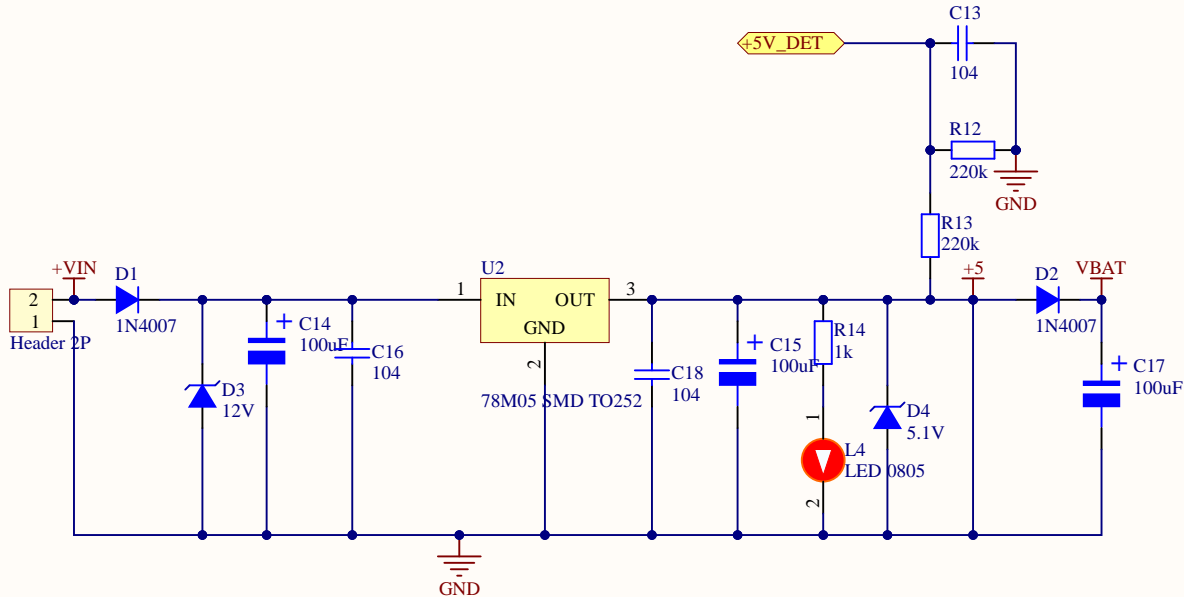 C13
+5V_DET
104
R12
220k
GND
R13
220k
+VIN
D1
U2
+5
D2
VBAT
2
1
1N4007
1
IN
OUT
3
GND
1N4007
Header 2P
C14
100uF
C16
104
2
C15
100uF
R14
1k
C17
100uF
D3
12V
78M05 SMD TO252
C18
104
1
D4
5.1V
L4
LED 0805
2
GND